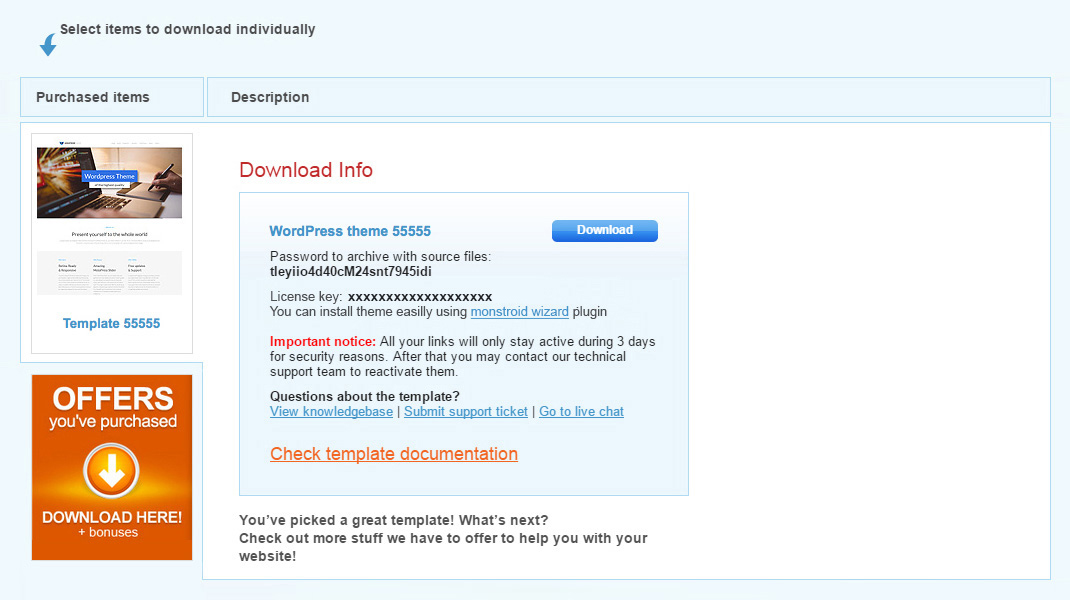 Select items to download individually
Purchased items
Description
Wordpress Theme
of the highest quality
Present yourself to the whole world
Template 55555
OFFERS
you've purchased
DOWNLOAD HERE!
+ bonuses
Download Info
WordPress theme 55555
Download
Password to archive with source files:
tleyiio4d40cM24snt7945idi
License key: xxxxxxxxxxxxxxxxxxx
You can install theme easilly using monstroid wizard plugin
Important notice: All your links will only stay active during 3 days
for security reasons. After that you may contact our technical
support team to reactivate them.
Questions about the template?
View knowledgebase | Submit support ticket | Go to live chat
Check template documentation
You've picked a great template! What's next?
Check out more stuff we have to offer to help you with your
website!